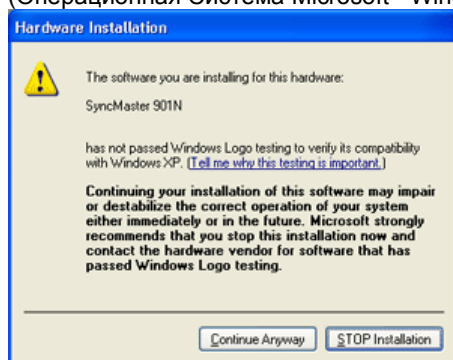 (Операционная Система Microsoft Win
Hardware Installation
The software you are installing for this hardware:
SyncMaster 901N
has not passed Windows Logo testing to verify its compatibility
with Windows XP. (Tell me why this testing is important.)
Continuing your installation of this software may impair
or destabilize the correct operation of your system
either immediately or in the future. Microsoft strongly
recommends that you stop this installation now and
contact the hardware vendor for software that has
passed Windows Logo testing.
Continue Anyway STOP Installation